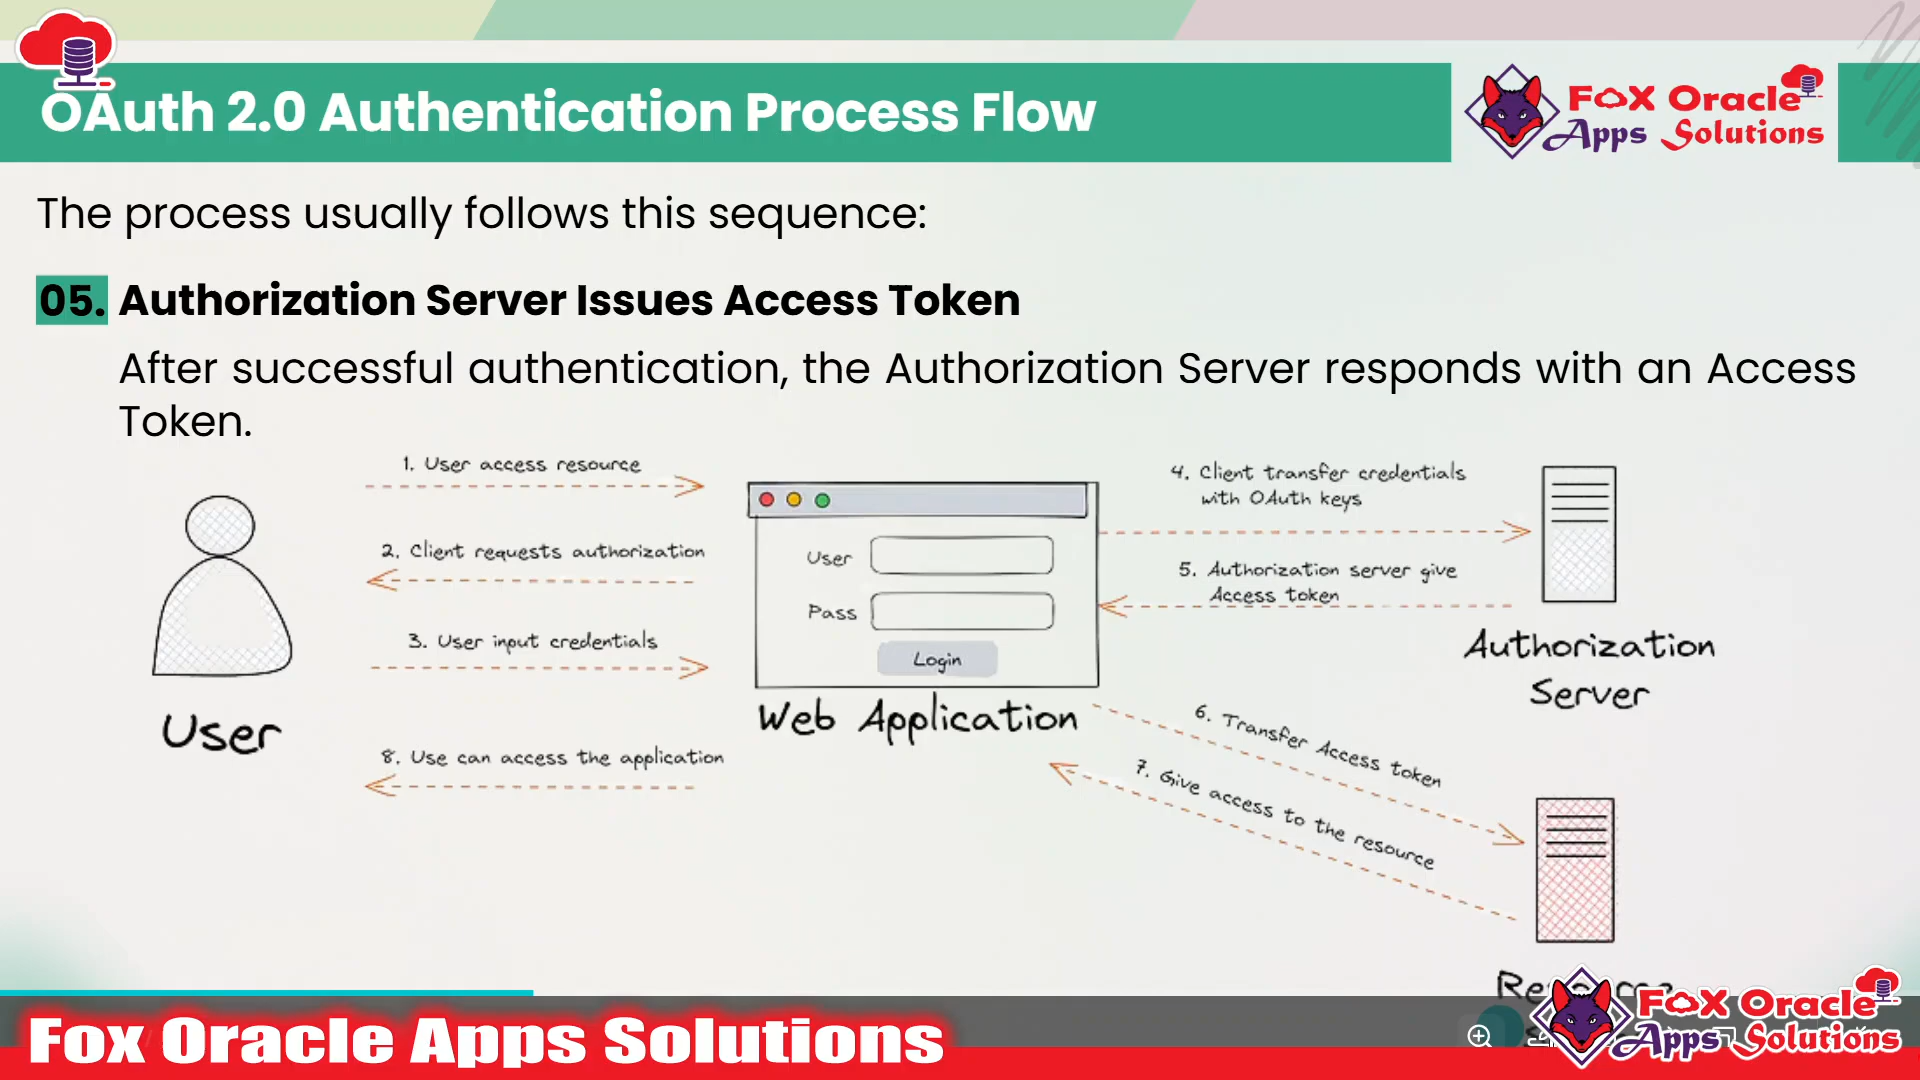 OAuth 2.0 Authentication Process Flow
FOX Oracle
Apps Solutions
The process usually follows this sequence:
05. Authorization Server Issues Access Token
After successful authentication, the Authorization Server responds with an Access
Token.
1. User access resource
2. Client requests authorization
3. User input credentials
8. Use can access the application
User
User
Pass
Login
Web Application
4. Client transfer credentials
with OAuth keys
5. Authorization server give
Access token
Authorization
Server
6. Transfer Access token
7. Give access to the resource
FOX Oracle
Apps Solutions
Fox Oracle Apps Solutions